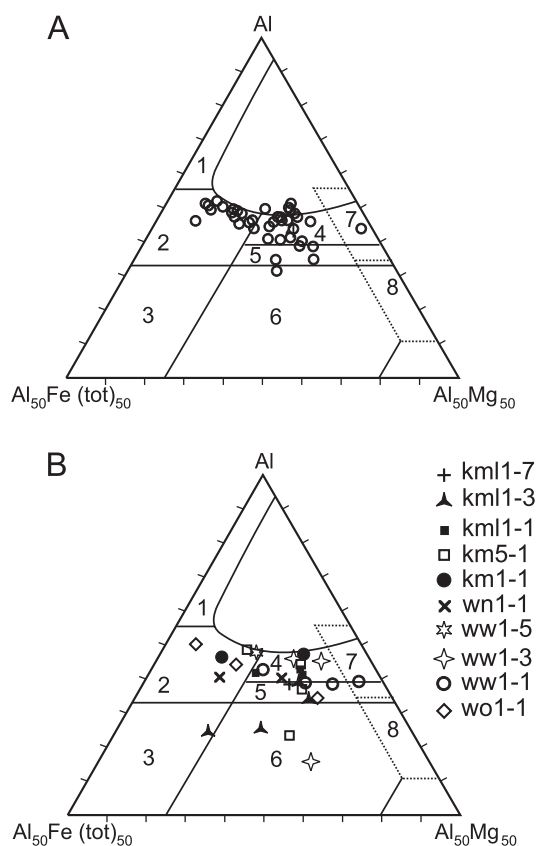 A
Al
1
2
7
4
5
8
3
6
Al50Fe (tot)50
Al50Mg50
B
Al
kml1-7
kml1-3
kml1-1
km5-1
km1-1
wn1-1
ww1-5
ww1-3
ww1-1
wo1-1
1
4
7
2
5
8
3
6
Al50Fe (tot)50
Al50Mg50